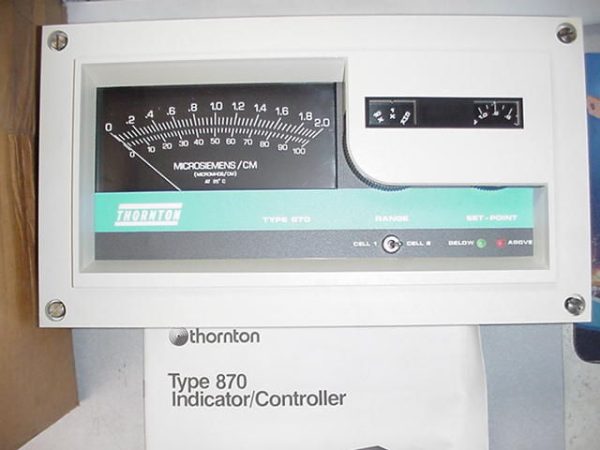 0 .2 .4 .6 .8 1.0 1.2 1.4 1.6 1.8 2.0
0 10 20 30 40 50 60 70 80 90 100
MICROSIEMENS/CM
(MICROMHOS/CM)
AT 25°C
THORNTON
TYPE 870
RANGE
SET-POINT
CELL 1
CELL 2
BELOW
ABOVE
thornton
Type 870
Indicator/Controller